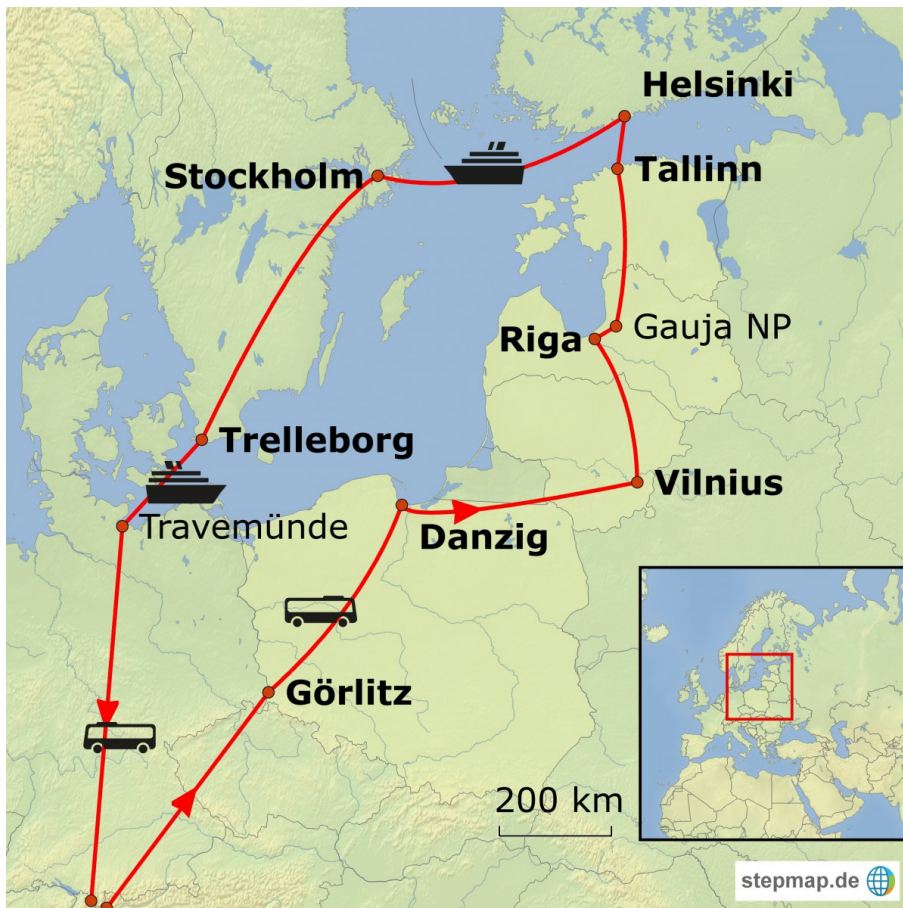 Helsinki
Stockholm
Tallinn
Gauja NP
Riga
Trelleborg
Vilnius
Travemünde
Danzig
Görlitz
200 km
stepmap.de